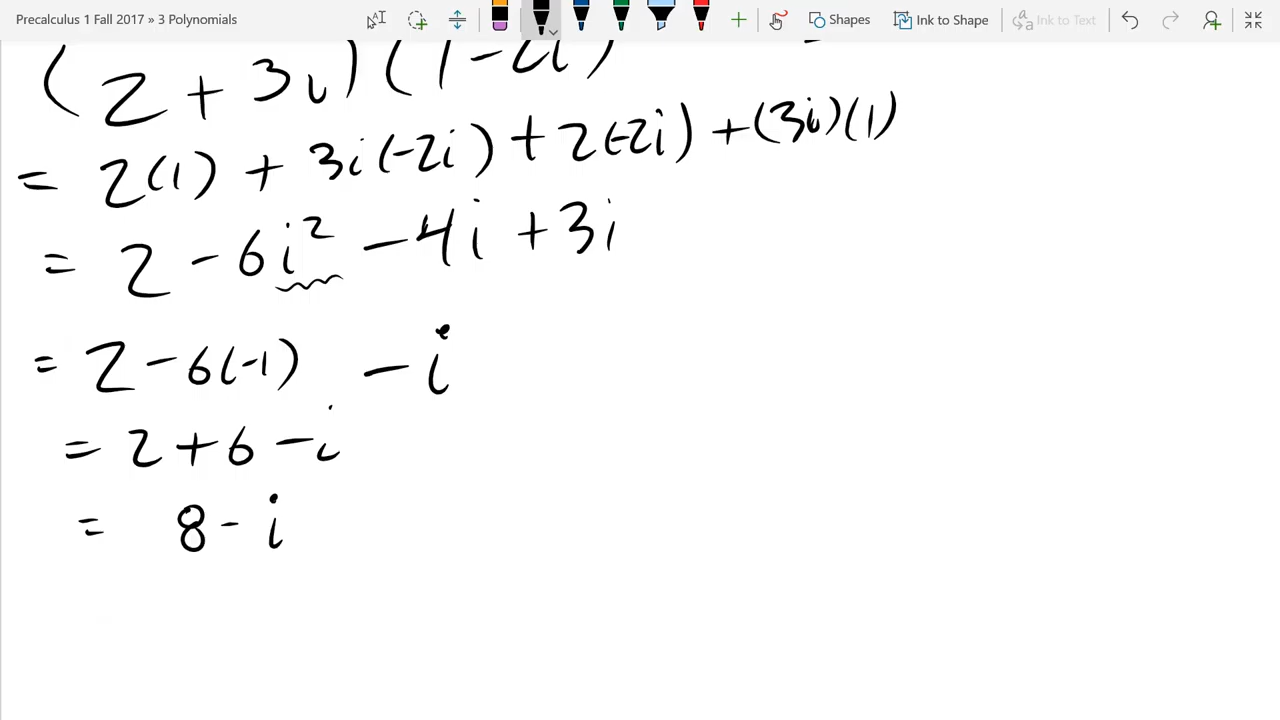 Precalculus 1 Fall 2017 » 3 Polynomials
Shapes
Ink to Shape
Ink to Text
(2 + 3i)(1 - 2i)
= 2(1) + 3i(-2i) + 2(-2i) + (3i)(1)
= 2 - 6i² - 4i + 3i
= 2 - 6(-1) - i
= 2 + 6 - i
= 8 - i